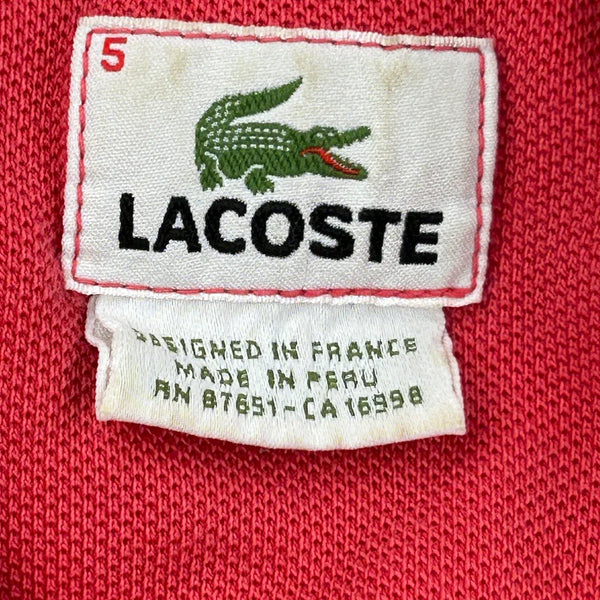 5
LACOSTE
DESIGNED IN FRANCE
MADE IN PERU
RN 87651-CA 16998